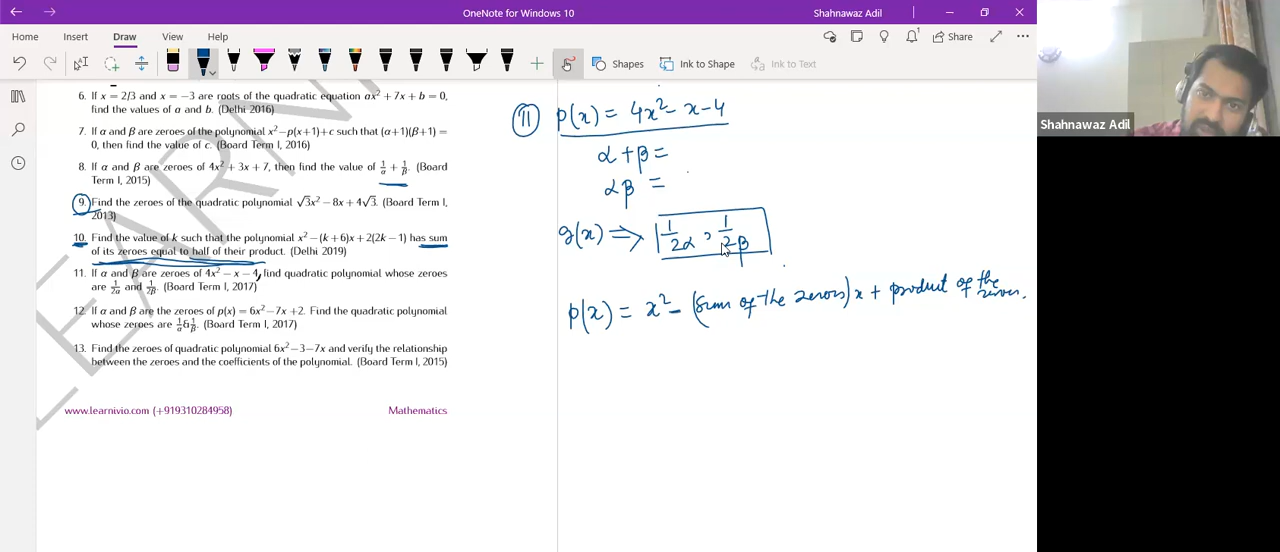 OneNote for Windows 10
Shahnawaz Adil
Home Insert Draw View Help
Share
Shapes Ink to Shape Ink to Text
6. If x = 2/3 and x = −3 are roots of the quadratic equation ax² + 7x + b = 0,
find the values of a and b. (Delhi 2016)
7. If α and β are zeroes of the polynomial x² − p(x+1) + c such that (α+1)(β+1) =
0, then find the value of c. (Board Term I, 2016)
8. If α and β are zeroes of 4x² + 3x + 7, then find the value of 1/α + 1/β. (Board
Term I, 2015)
9. Find the zeroes of the quadratic polynomial √3x² − 8x + 4√3. (Board Term I,
2013)
10. Find the value of k such that the polynomial x² − (k+6)x + 2(2k−1) has sum
of its zeroes equal to half of their product. (Delhi 2019)
11. If α and β are zeroes of 4x² − x − 4, find quadratic polynomial whose zeroes
are 1/2α and 1/2β. (Board Term I, 2017)
12. If α and β are the zeroes of p(x) = 6x² − 7x + 2. Find the quadratic polynomial
whose zeroes are 1/α & 1/β. (Board Term I, 2017)
13. Find the zeroes of quadratic polynomial 6x² − 3 − 7x and verify the relationship
between the zeroes and the coefficients of the polynomial. (Board Term I, 2015)
www.learnivio.com (+919310284958) Mathematics
11 p(x) = 4x² − x − 4
α + β =
αβ =
g(x) ⇒ 1/2α, 1/2β
p(x) = x² − (sum of the zeroes) x + product of the
zeroes.
Shahnawaz Adil